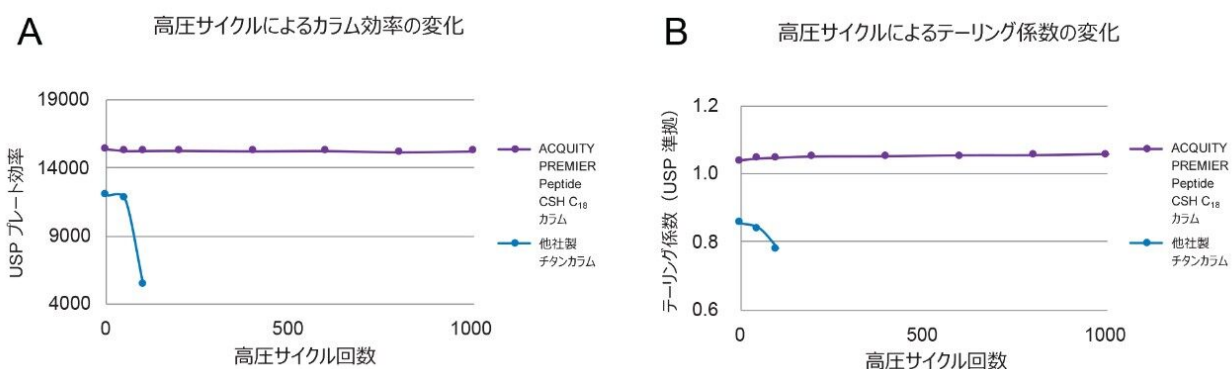 A
高圧サイクルによるカラム効率の変化
19000
14000
9000
4000
USP プレート効率
0
500
1000
高圧サイクル回数
ACQUITY
PREMIER
Peptide
CSH C₁₈
カラム
他社製
チタンカラム
B
高圧サイクルによるテーリング係数の変化
1.2
1.0
0.8
0.6
テーリング係数（USP 準拠）
0
500
1000
高圧サイクル回数
ACQUITY
PREMIER
Peptide
CSH C₁₈
カラム
他社製
チタンカラム